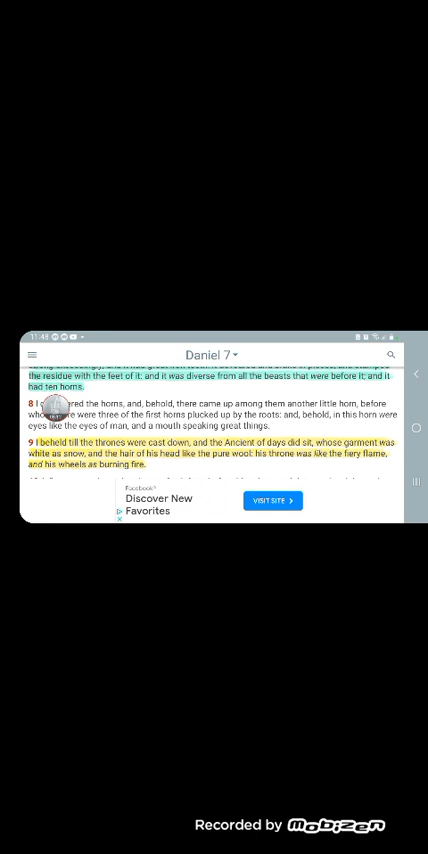 11:48
Daniel 7
the residue with the feet of it: and it was diverse from all the beasts that were before it; and it
had ten horns.
8 I ered the horns, and, behold, there came up among them another little horn, before
who re were three of the first horns plucked up by the roots: and, behold, in this horn were
eyes like the eyes of man, and a mouth speaking great things.
9 I beheld till the thrones were cast down, and the Ancient of days did sit, whose garment was
white as snow, and the hair of his head like the pure wool: his throne was like the fiery flame,
and his wheels as burning fire.
Facebook®
Discover New
Favorites
VISIT SITE
Recorded by mobizen